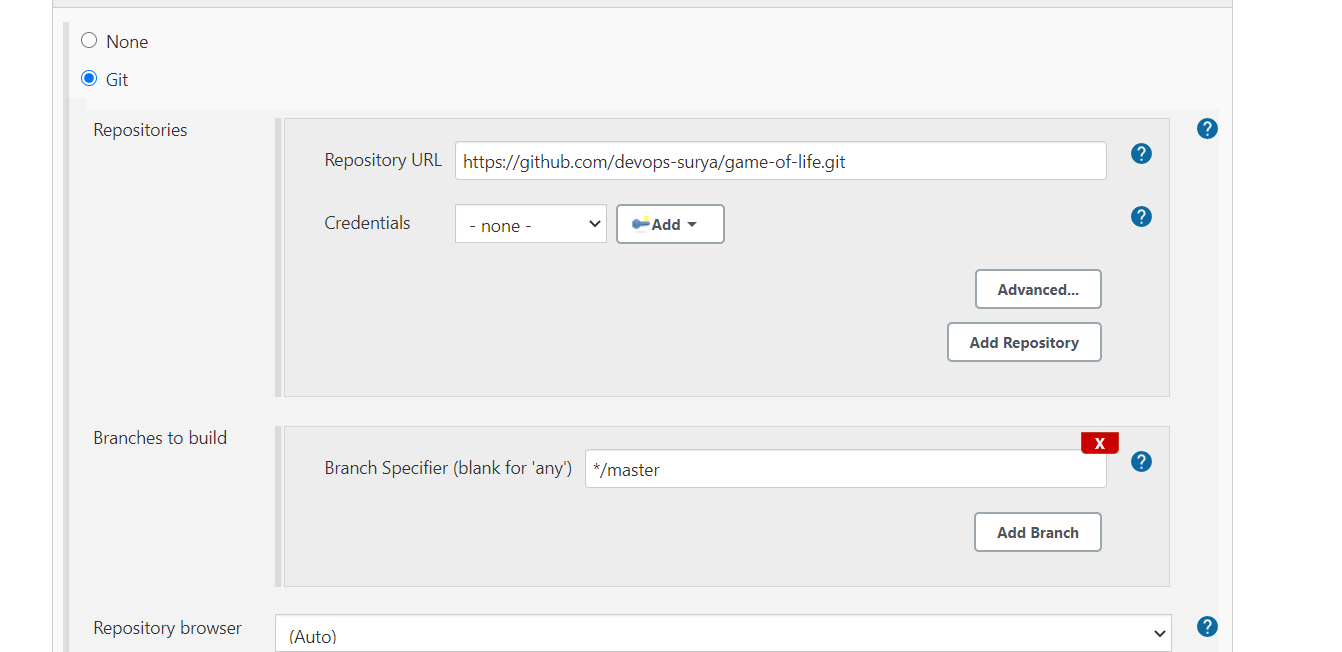 None
Git
Repositories
?
Repository URL https://github.com/devops-surya/game-of-life.git ?
Credentials - none - Add ?
Advanced...
Add Repository
Branches to build
X
Branch Specifier (blank for 'any') */master ?
Add Branch
Repository browser (Auto) ?